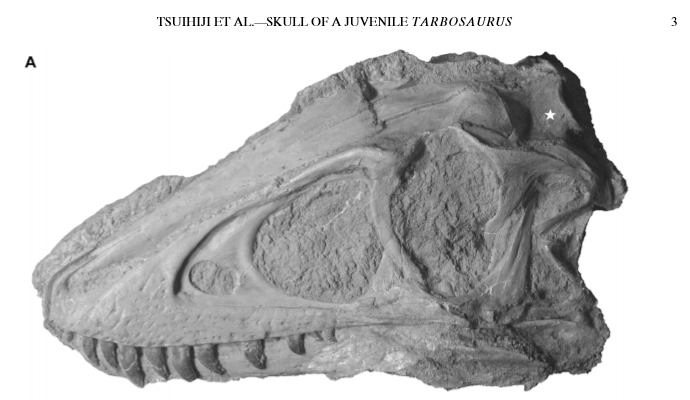 TSUIHIJI ET AL.—SKULL OF A JUVENILE TARBOSAURUS 3
A